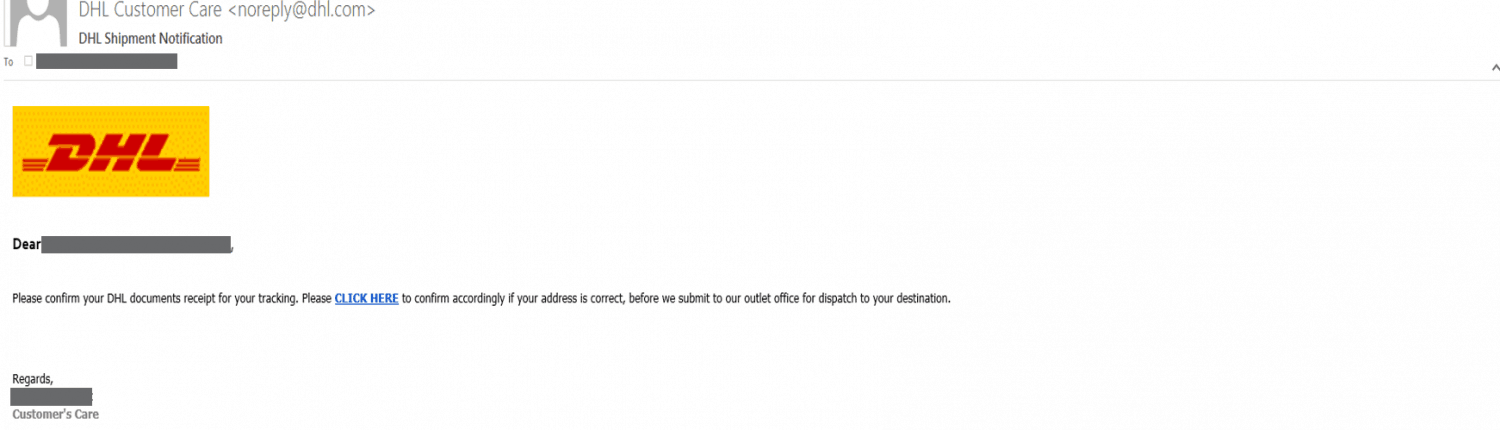 DHL Customer Care <noreply@dhl.com>
DHL Shipment Notification
To
DHL
Dear ,
Please confirm your DHL documents receipt for your tracking. Please CLICK HERE to confirm accordingly if your address is correct, before we submit to our outlet office for dispatch to your destination.
Regards,
Customer's Care